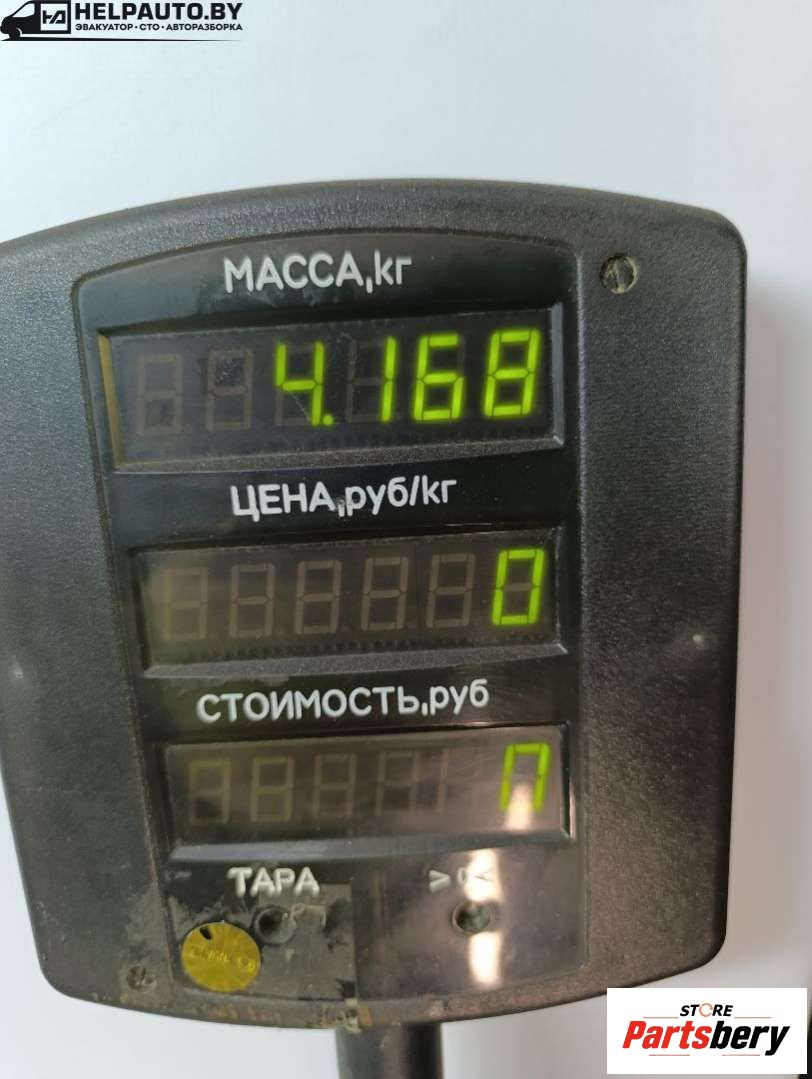 HELPAUTO.BY
ЭВАКУАТОР • СТО • АВТОРАЗБОРКА
МАССА,кг
4.168
ЦЕНА,руб/кг
0
СТОИМОСТЬ,руб
ТАРА >0<
STORE
Partsbery